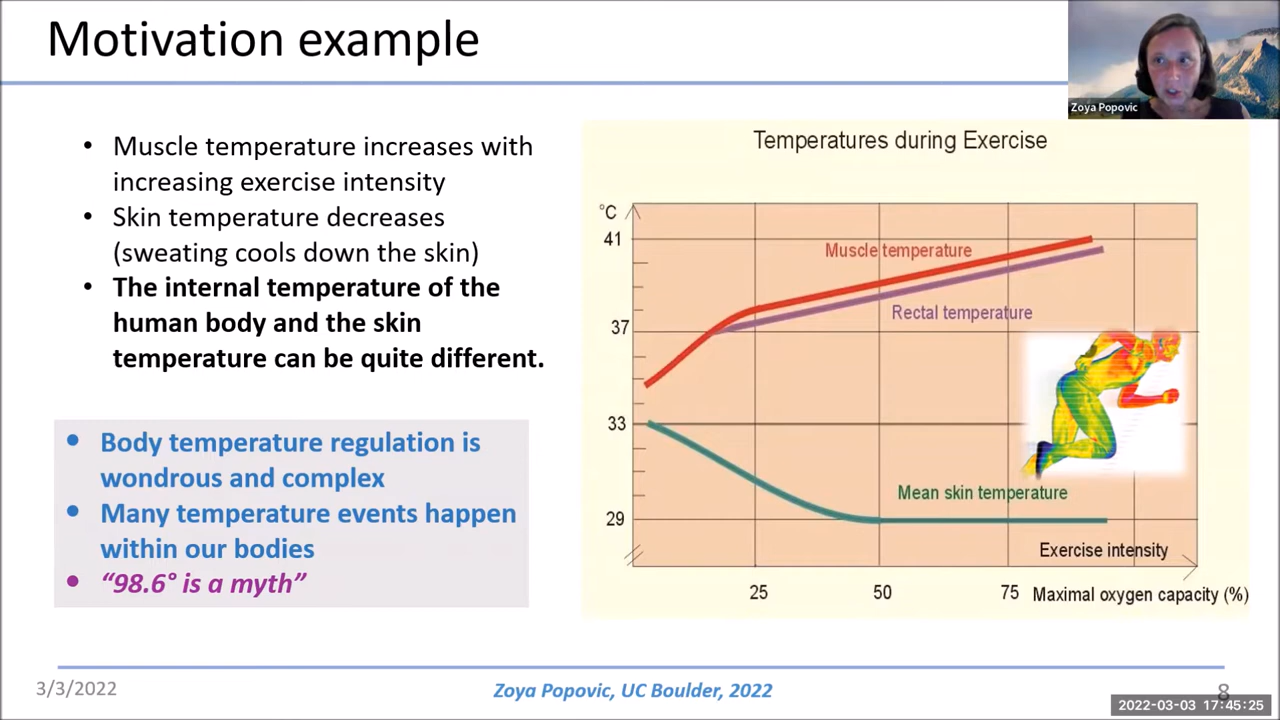 Motivation example
Zoya Popovic
• Muscle temperature increases with
increasing exercise intensity
• Skin temperature decreases
(sweating cools down the skin)
• The internal temperature of the
human body and the skin
temperature can be quite different.
• Body temperature regulation is
wondrous and complex
• Many temperature events happen
within our bodies
• “98.6° is a myth”
Temperatures during Exercise
°C
41
Muscle temperature
Rectal temperature
37
33
Mean skin temperature
29
Exercise intensity
25 50 75 Maximal oxygen capacity (%)
3/3/2022
Zoya Popovic, UC Boulder, 2022
8
2022-03-03 17:45:25